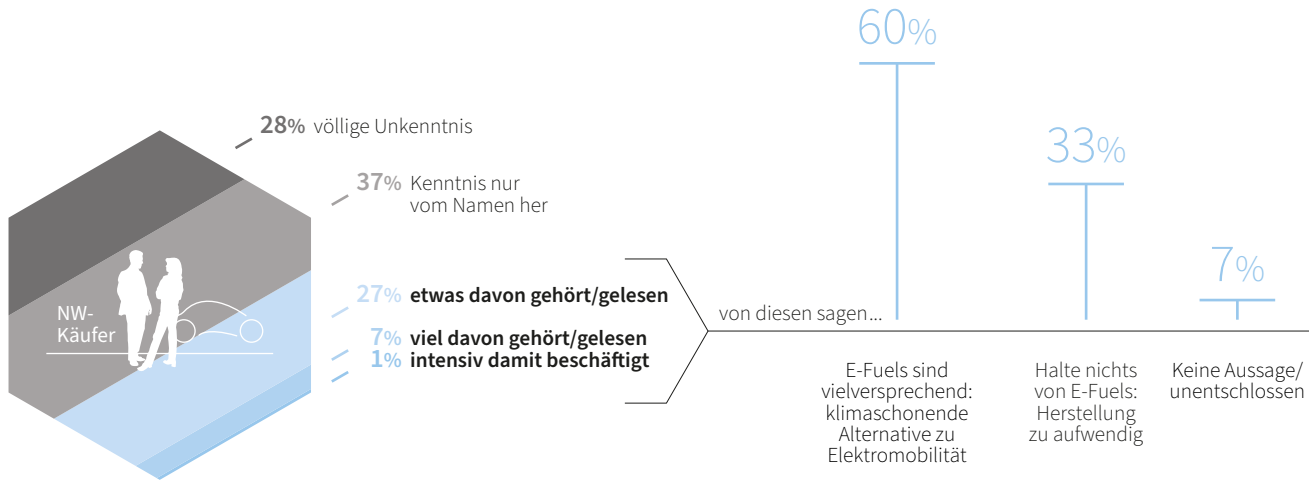 28% völlige Unkenntnis
37% Kenntnis nur
vom Namen her
NW-
Käufer
27% etwas davon gehört/gelesen
7% viel davon gehört/gelesen
1% intensiv damit beschäftigt
von diesen sagen...
60%
33%
7%
E-Fuels sind
vielversprechend:
klimaschonende
Alternative zu
Elektromobilität
Halte nichts
von E-Fuels:
Herstellung
zu aufwendig
Keine Aussage/
unentschlossen